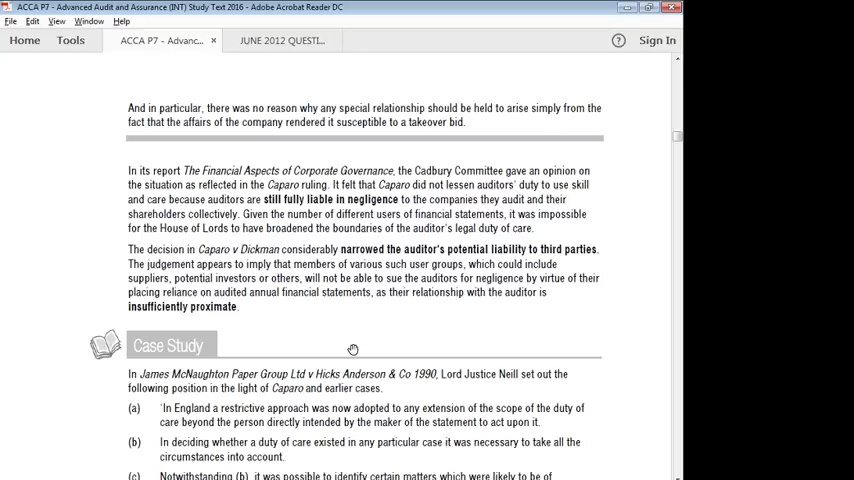 ACCA P7 - Advanced Audit and Assurance (INT) Study Text 2016 - Adobe Acrobat Reader DC
File Edit View Window Help
Home Tools ACCA P7 - Advanc... × JUNE 2012 QUESTI... ? Sign In
And in particular, there was no reason why any special relationship should be held to arise simply from the
fact that the affairs of the company rendered it susceptible to a takeover bid.
In its report The Financial Aspects of Corporate Governance, the Cadbury Committee gave an opinion on
the situation as reflected in the Caparo ruling. It felt that Caparo did not lessen auditors' duty to use skill
and care because auditors are still fully liable in negligence to the companies they audit and their
shareholders collectively. Given the number of different users of financial statements, it was impossible
for the House of Lords to have broadened the boundaries of the auditor's legal duty of care.
The decision in Caparo v Dickman considerably narrowed the auditor's potential liability to third parties.
The judgement appears to imply that members of various such user groups, which could include
suppliers, potential investors or others, will not be able to sue the auditors for negligence by virtue of their
placing reliance on audited annual financial statements, as their relationship with the auditor is
insufficiently proximate.
Case Study
In James McNaughton Paper Group Ltd v Hicks Anderson & Co 1990, Lord Justice Neill set out the
following position in the light of Caparo and earlier cases.
(a) 'In England a restrictive approach was now adopted to any extension of the scope of the duty of
care beyond the person directly intended by the maker of the statement to act upon it.
(b) In deciding whether a duty of care existed in any particular case it was necessary to take all the
circumstances into account.
(c) Notwithstanding (b), it was possible to identify certain matters which were likely to be of